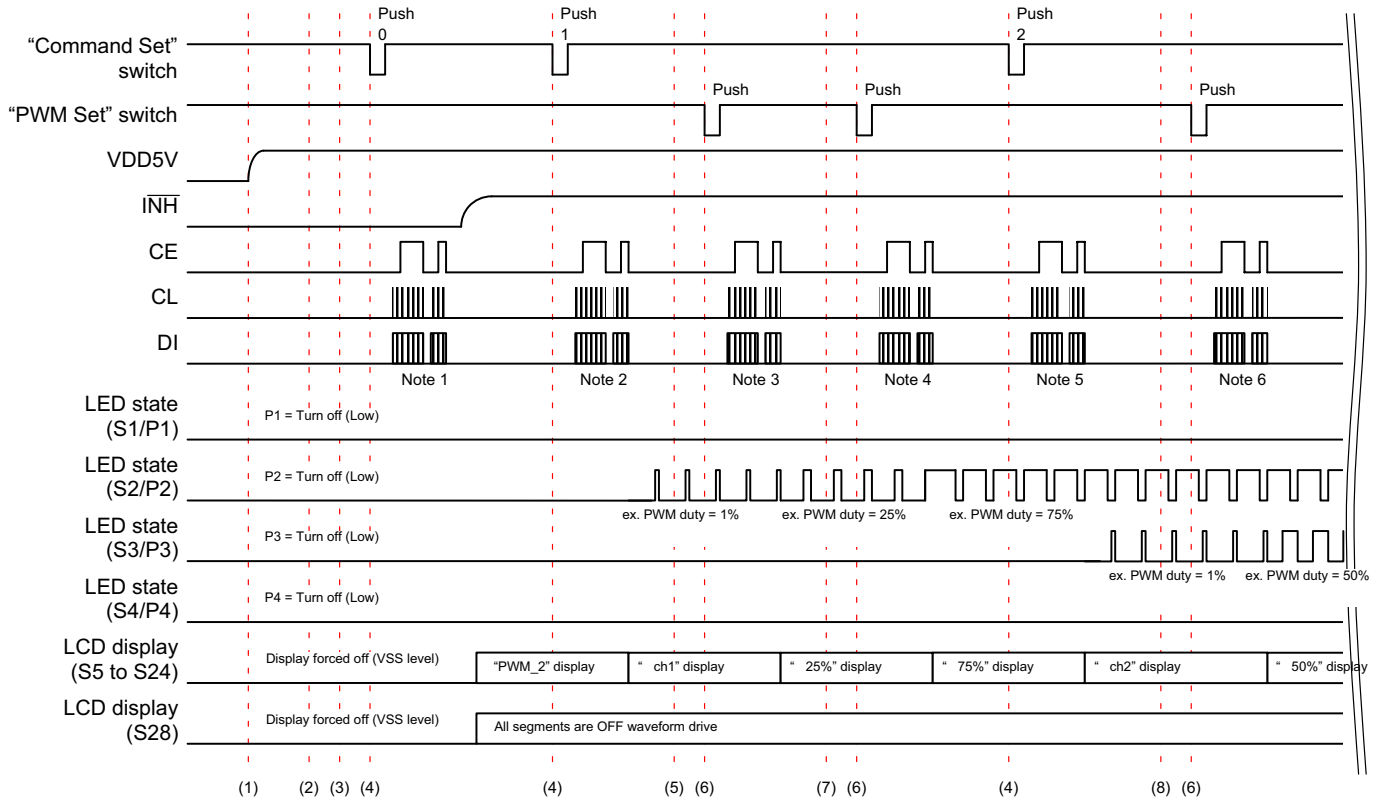 Push Push Push
0 1 2
“Command Set”
switch
Push Push Push
“PWM Set” switch
VDD5V
INH
CE
CL
DI
Note 1 Note 2 Note 3 Note 4 Note 5 Note 6
LED state
(S1/P1)
P1 = Turn off (Low)
LED state
(S2/P2)
P2 = Turn off (Low)
ex. PWM duty = 1% ex. PWM duty = 25% ex. PWM duty = 75%
LED state
(S3/P3)
P3 = Turn off (Low)
ex. PWM duty = 1% ex. PWM duty = 50%
LED state
(S4/P4)
P4 = Turn off (Low)
LCD display
(S5 to S24)
Display forced off (VSS level) “PWM_2” display “ ch1” display “ 25%” display “ 75%” display “ ch2” display “ 50%” display
LCD display
(S28)
Display forced off (VSS level) All segments are OFF waveform drive
(1) (2) (3) (4) (4) (5) (6) (7) (6) (4) (8) (6)